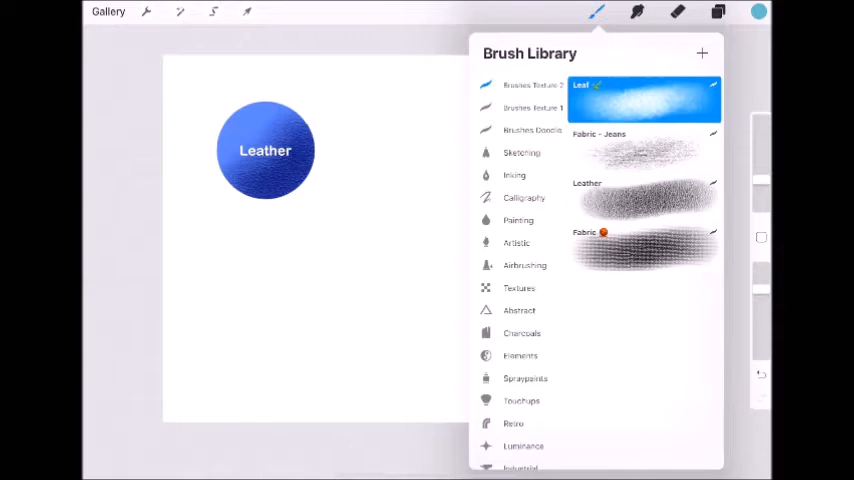 Gallery
Brush Library
Brushes Texture 2
Brushes Texture 1
Brushes Doodle
Sketching
Inking
Calligraphy
Painting
Artistic
Airbrushing
Textures
Abstract
Charcoals
Elements
Spraypaints
Touchups
Retro
Luminance
Industrial
Leaf
Fabric - Jeans
Leather
Fabric
Leather